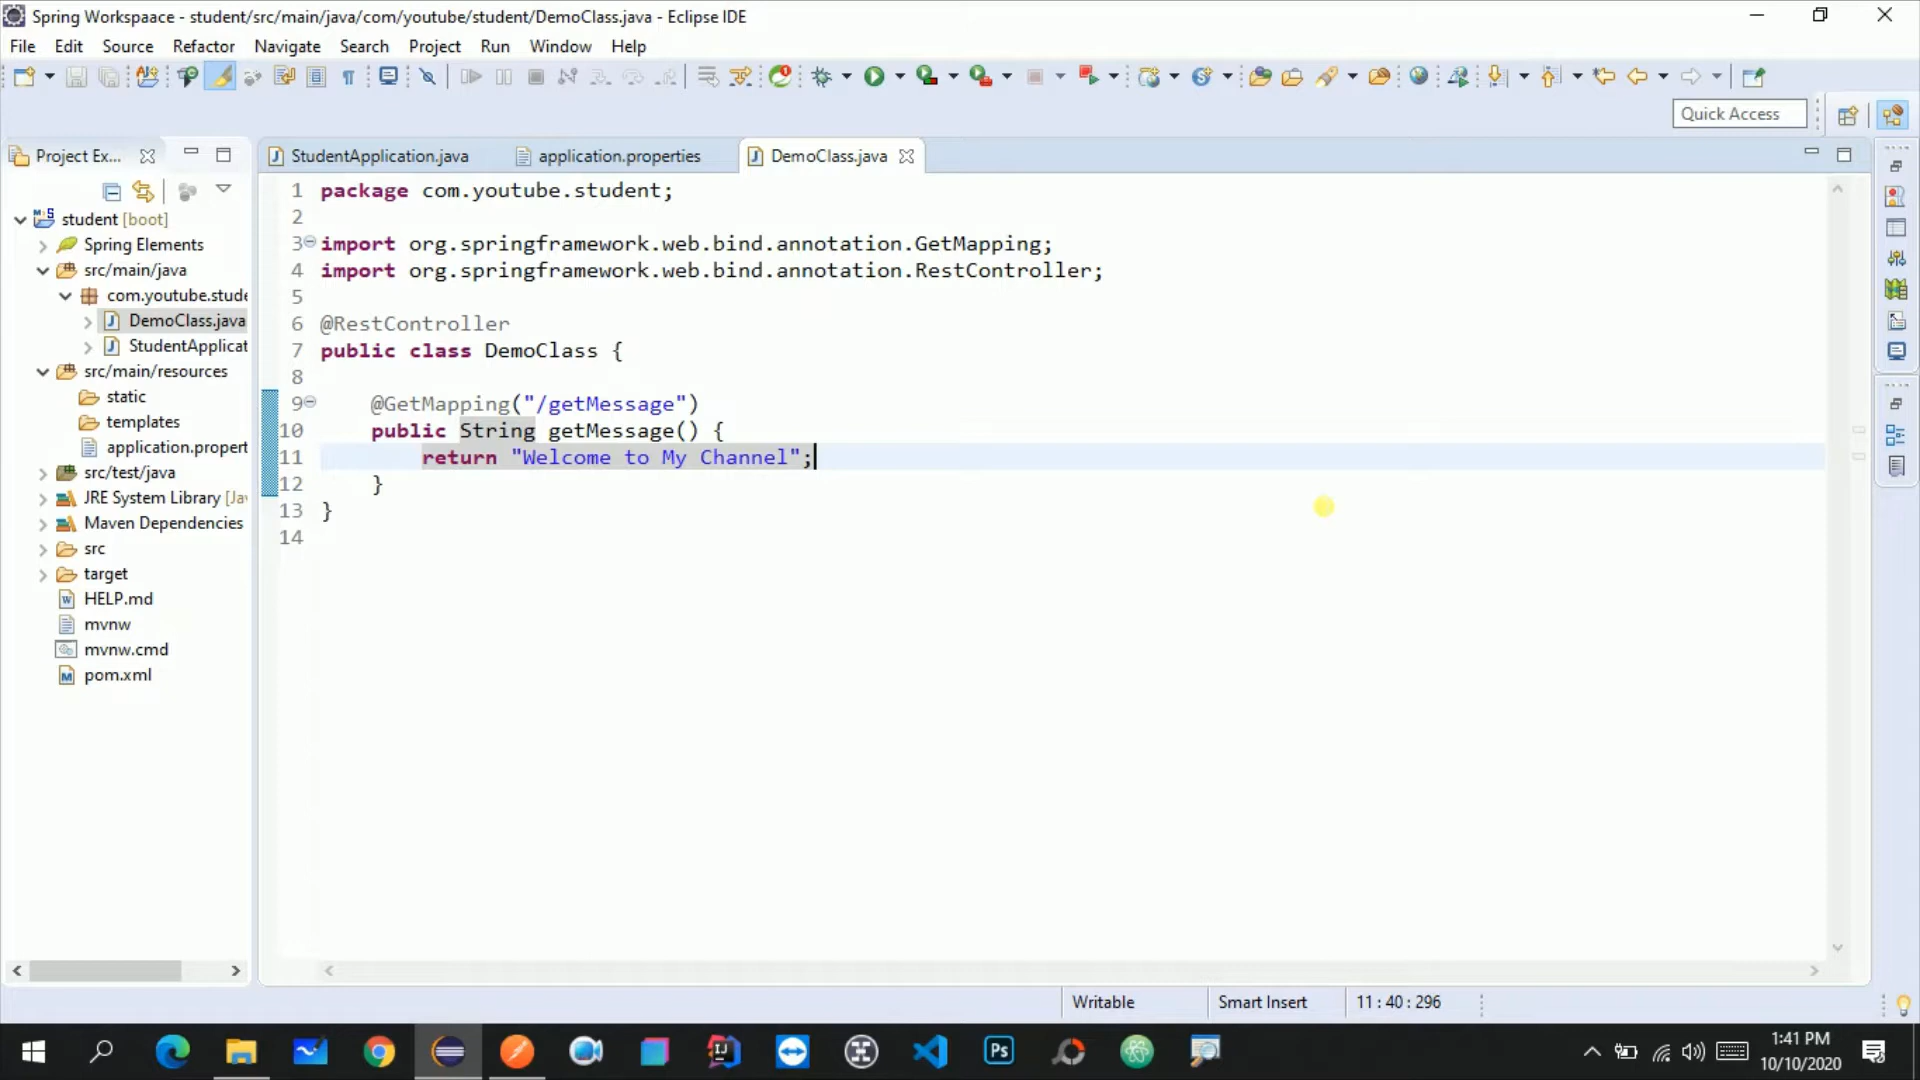 Spring Workspaace - student/src/main/java/com/youtube/student/DemoClass.java - Eclipse IDE
File Edit Source Refactor Navigate Search Project Run Window Help
Quick Access
Project Ex...
StudentApplication.java
application.properties
DemoClass.java
student [boot]
Spring Elements
src/main/java
com.youtube.stude
DemoClass.java
StudentApplicat
src/main/resources
static
templates
application.propert
src/test/java
JRE System Library [Ja
Maven Dependencies
src
target
HELP.md
mvnw
mvnw.cmd
pom.xml
1 package com.youtube.student;
2
3 import org.springframework.web.bind.annotation.GetMapping;
4 import org.springframework.web.bind.annotation.RestController;
5
6 @RestController
7 public class DemoClass {
8
9 @GetMapping("/getMessage")
10 public String getMessage() {
11 return "Welcome to My Channel";
12 }
13 }
14
Writable
Smart Insert
11 : 40 : 296
Ps
1:41 PM
10/10/2020